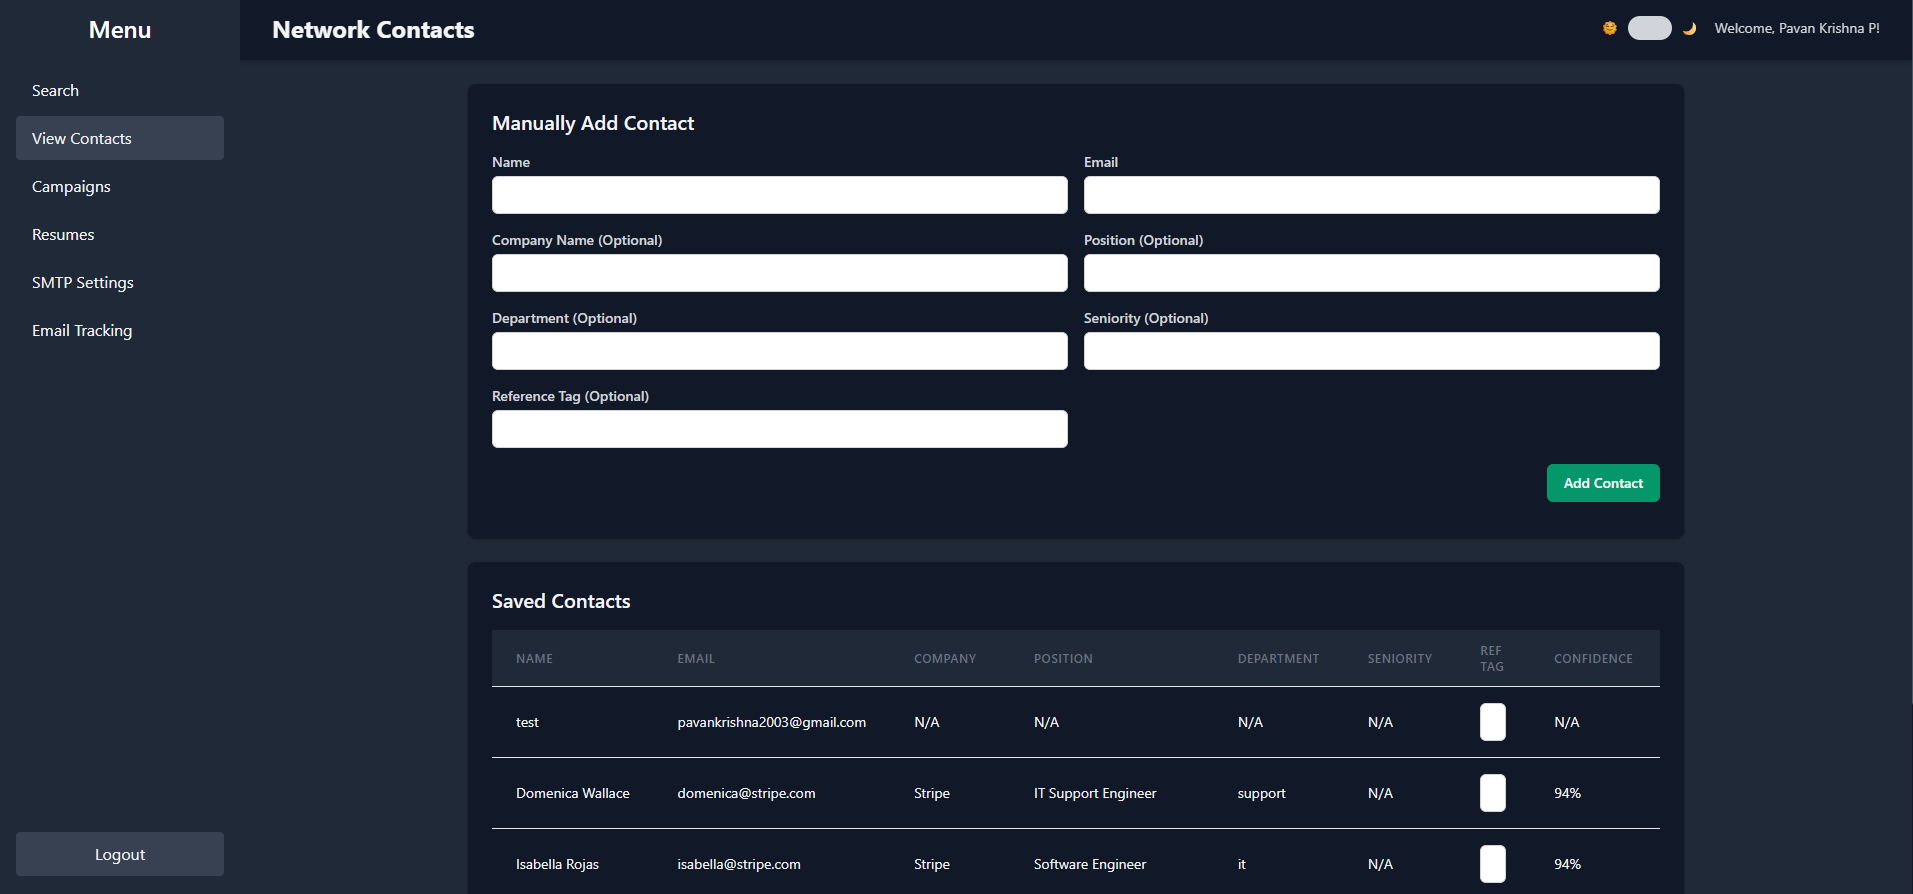 Menu
Search
View Contacts
Campaigns
Resumes
SMTP Settings
Email Tracking
Logout
Network Contacts
Welcome, Pavan Krishna P!
Manually Add Contact
Name
Email
Company Name (Optional)
Position (Optional)
Department (Optional)
Seniority (Optional)
Reference Tag (Optional)
Add Contact
Saved Contacts
NAME EMAIL COMPANY POSITION DEPARTMENT SENIORITY REF TAG CONFIDENCE
test pavankrishna2003@gmail.com N/A N/A N/A N/A N/A
Domenica Wallace domenica@stripe.com Stripe IT Support Engineer support N/A 94%
Isabella Rojas isabella@stripe.com Stripe Software Engineer it N/A 94%